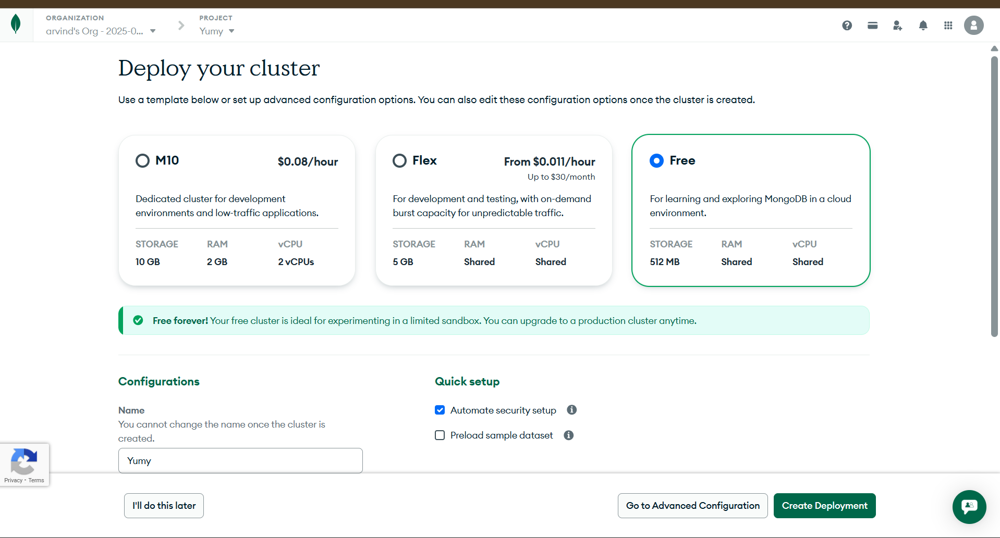 ORGANIZATION
arvind's Org - 2025-0...
PROJECT
Yumy
Deploy your cluster
Use a template below or set up advanced configuration options. You can also edit these configuration options once the cluster is created.
M10
$0.08/hour
Dedicated cluster for development
environments and low-traffic applications.
STORAGE RAM vCPU
10 GB 2 GB 2 vCPUs
Flex
From $0.011/hour
Up to $30/month
For development and testing, with on-demand
burst capacity for unpredictable traffic.
STORAGE RAM vCPU
5 GB Shared Shared
Free
For learning and exploring MongoDB in a cloud
environment.
STORAGE RAM vCPU
512 MB Shared Shared
Free forever! Your free cluster is ideal for experimenting in a limited sandbox. You can upgrade to a production cluster anytime.
Configurations
Name
You cannot change the name once the cluster is
created.
Yumy
Quick setup
Automate security setup
Preload sample dataset
Privacy - Terms
I'll do this later
Go to Advanced Configuration
Create Deployment